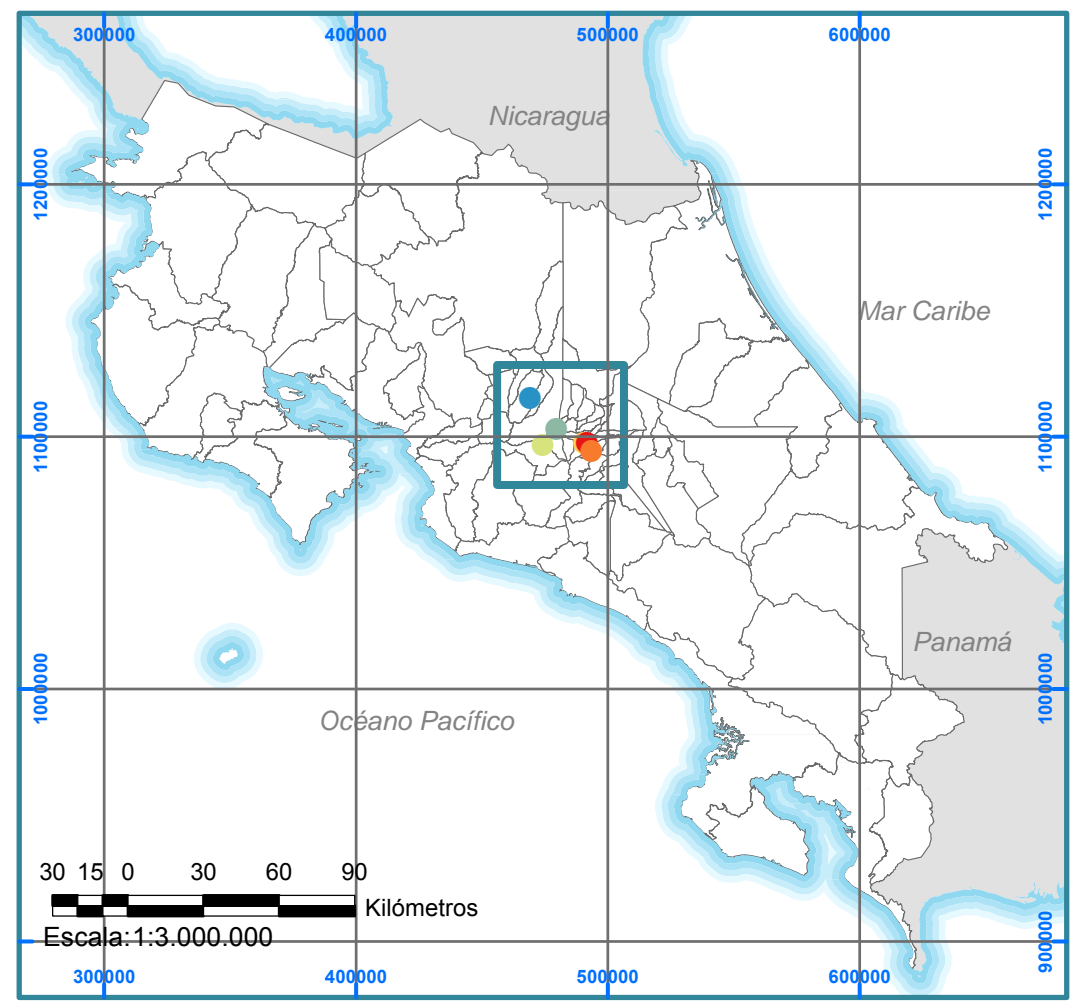 300000 400000 500000 600000
Nicaragua
1200000 1200000
Mar Caribe
1100000 1100000
Panamá
1000000 1000000
Océano Pacífico
30 15 0 30 60 90
Kilómetros
Escala:1:3.000.000
900000
300000 400000 500000 600000